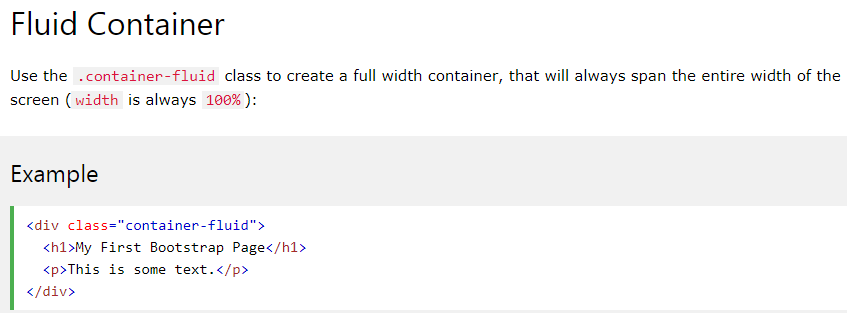 Fluid Container
Use the .container-fluid class to create a full width container, that will always span the entire width of the
screen (width is always 100%):
Example
<div class="container-fluid">
  <h1>My First Bootstrap Page</h1>
  <p>This is some text.</p>
</div>